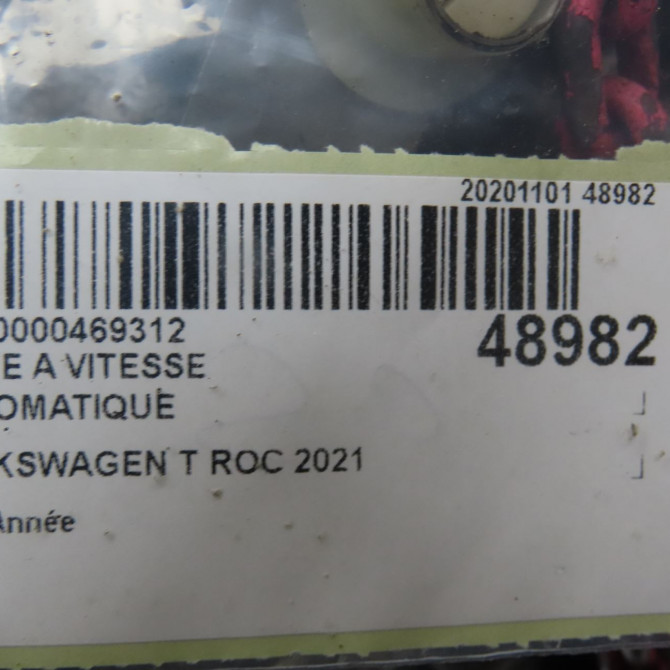 20201101 48982
0000469312
48982
E A VITESSE
OMATIQUE
KSWAGEN T ROC 2021
Année